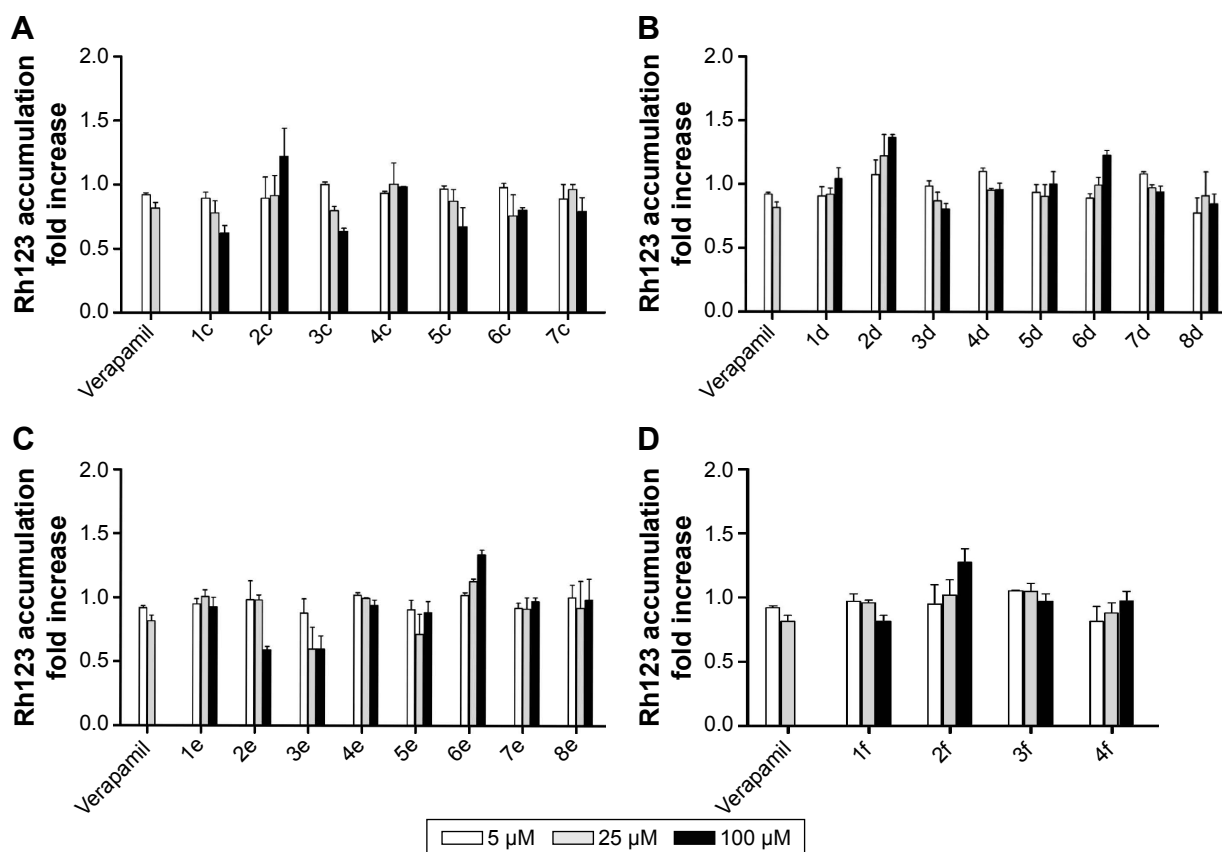 A
Rh123 accumulation
fold increase
2.0
1.5
1.0
0.5
0.0
Verapamil
1c
2c
3c
4c
5c
6c
7c
B
Rh123 accumulation
fold increase
2.0
1.5
1.0
0.5
0.0
Verapamil
1d
2d
3d
4d
5d
6d
7d
8d
C
Rh123 accumulation
fold increase
2.0
1.5
1.0
0.5
0.0
Verapamil
1e
2e
3e
4e
5e
6e
7e
8e
D
Rh123 accumulation
fold increase
2.0
1.5
1.0
0.5
0.0
Verapamil
1f
2f
3f
4f
5 µM 25 µM 100 µM